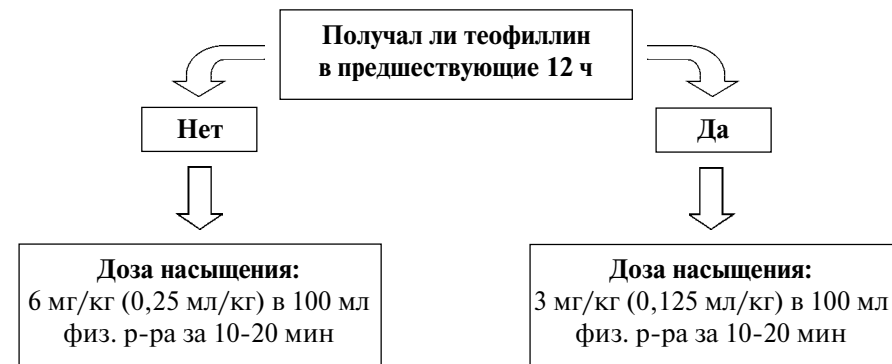 Получал ли теофиллин
в предшествующие 12 ч
Нет
Да
Доза насыщения:
6 мг/кг (0,25 мл/кг) в 100 мл
физ. р-ра за 10-20 мин
Доза насыщения:
3 мг/кг (0,125 мл/кг) в 100 мл
физ. р-ра за 10-20 мин